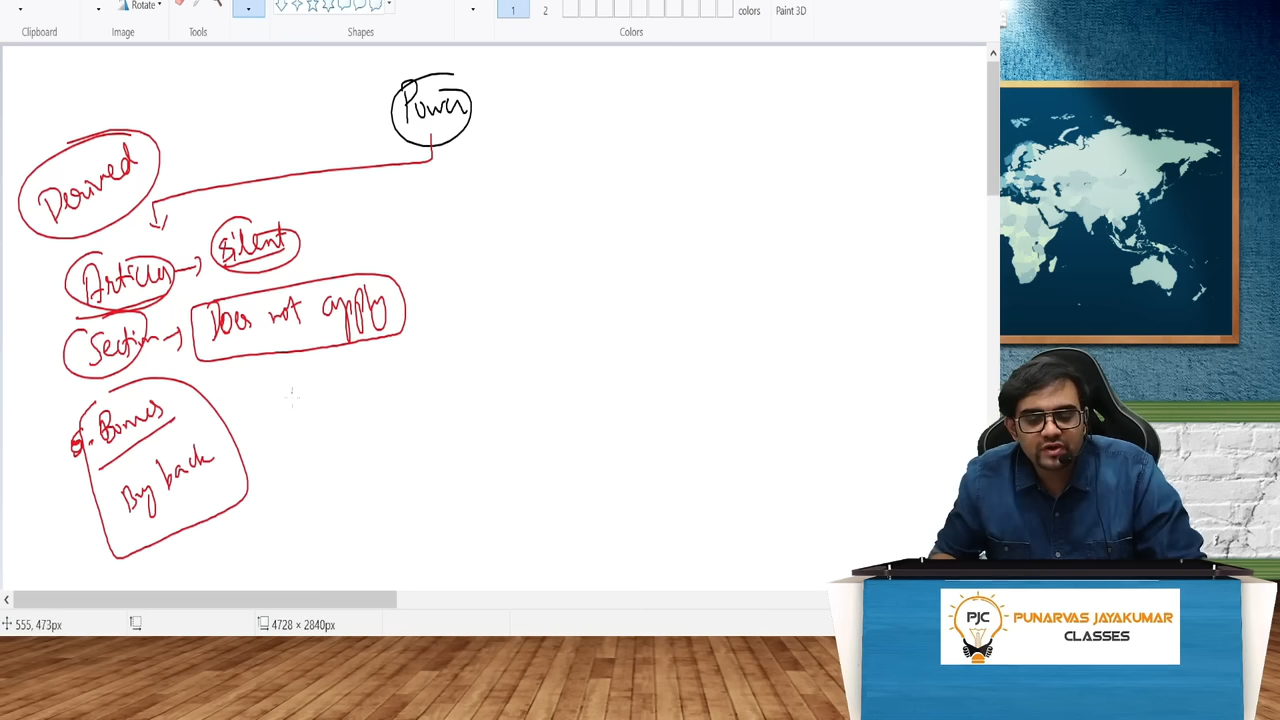 Rotate
1
2
colors
Paint 3D
Clipboard
Image
Tools
Shapes
Colors
Power
Derived
Articles → silent
Section → Does not apply
Bonus
Buy back
555, 473px
4728 × 2840px
PJC
PUNARVAS JAYAKUMAR
CLASSES